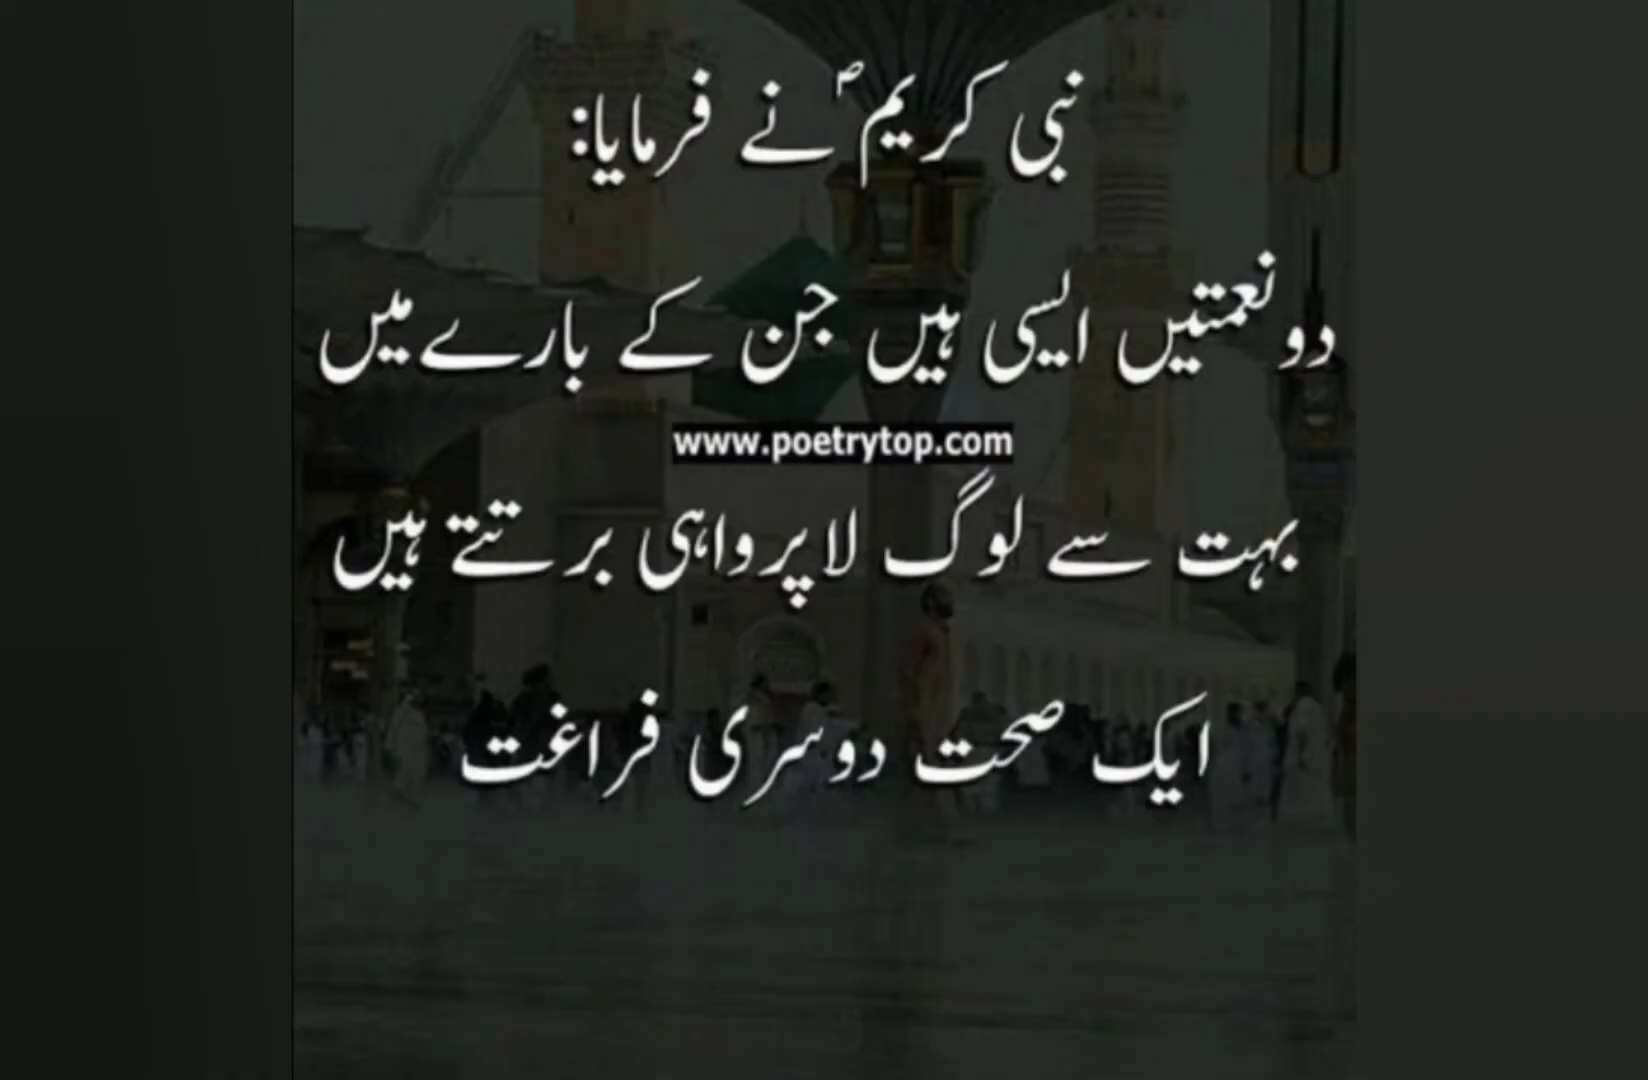 نبی کریمؐ نے فرمایا:
دو نعمتیں ایسی ہیں جن کے بارے میں
www.poetrytop.com
بہت سے لوگ لاپرواہی برتتے ہیں
ایک صحت دوسری فراغت